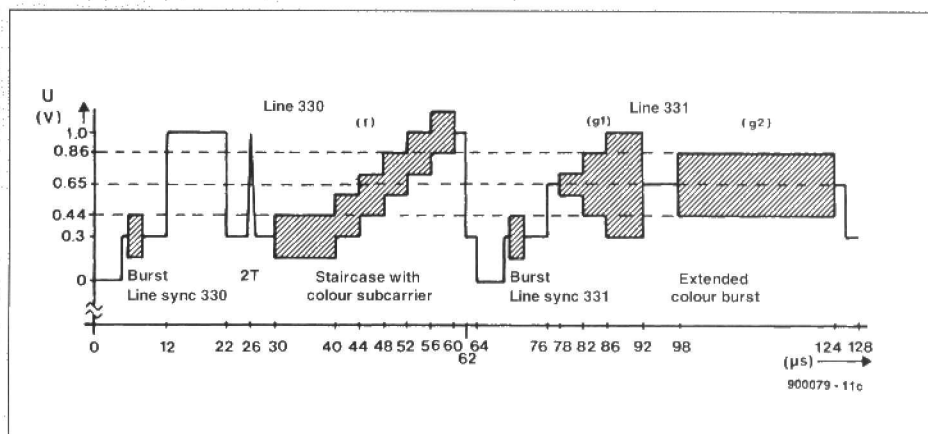 U
(V)
Line 330
Line 331
(f)
(g1)
(g2)
1.0
0.86
0.65
0.44
0.3
0
Burst
2T
Staircase with
colour subcarrier
Line sync 330
Burst
Line sync 331
Extended
colour burst
0 12 22 26 30 40 44 48 52 56 60 62 64 76 78 82 86 92 98 124 128
(µs)
900079 - 11c